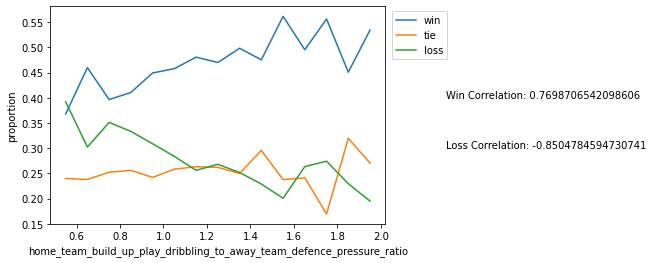 0.55
0.50
0.45
0.40
0.35
0.30
0.25
0.20
0.15
proportion
0.6
0.8
1.0
1.2
1.4
1.6
1.8
2.0
home_team_build_up_play_dribbling_to_away_team_defence_pressure_ratio
win
tie
loss
Win Correlation: 0.7698706542098606
Loss Correlation: -0.8504784594730741